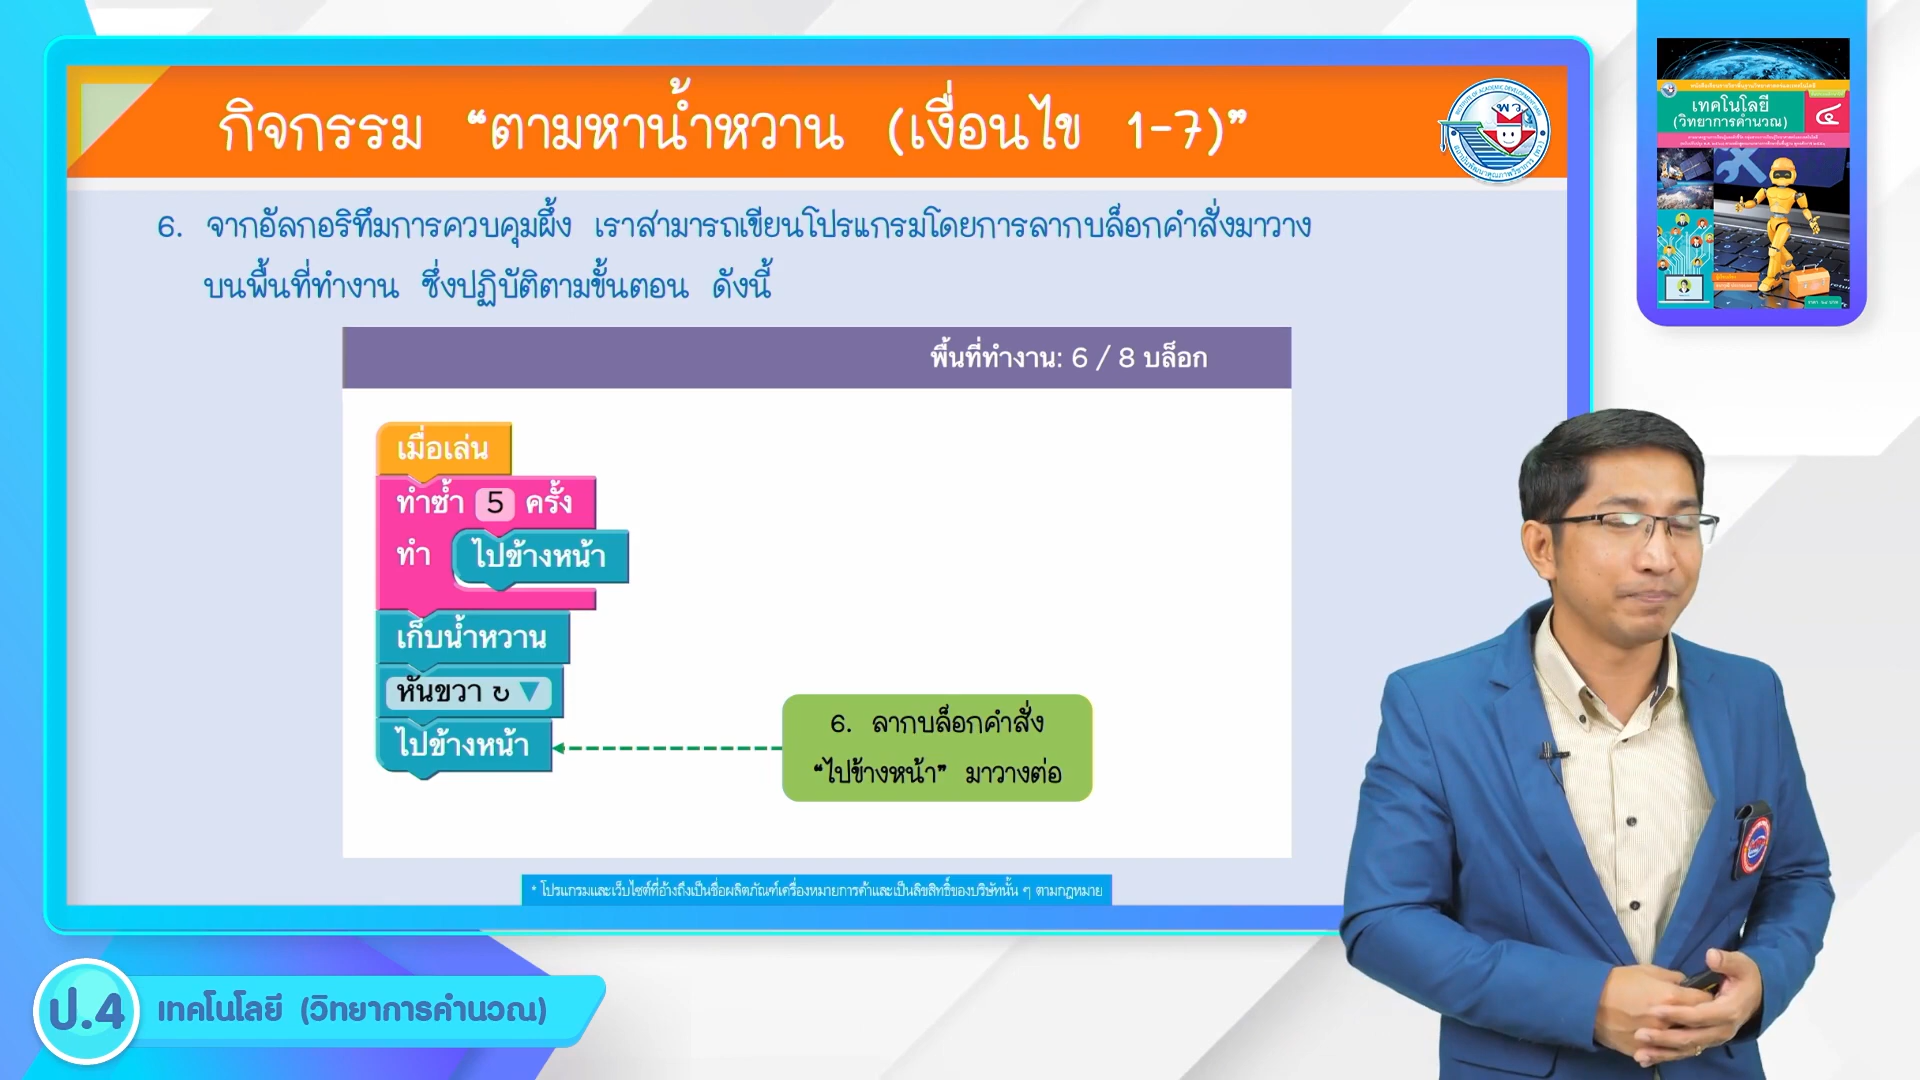 กิจกรรม “ตามหาน้ำหวาน (เงื่อนไข 1-7)”
6. จากอัลกอริทึมการควบคุมผึ้ง เราสามารถเขียนโปรแกรมโดยการลากบล็อกคำสั่งมาวาง
บนพื้นที่ทำงาน ซึ่งปฏิบัติตามขั้นตอน ดังนี้
พื้นที่ทำงาน: 6 / 8 บล็อก
เมื่อเล่น
ทำซ้ำ 5 ครั้ง
ทำ ไปข้างหน้า
เก็บน้ำหวาน
หันขวา ↻ ▼
ไปข้างหน้า
6. ลากบล็อกคำสั่ง
“ไปข้างหน้า” มาวางต่อ
* โปรแกรมและเว็บไซต์ที่อ้างถึงเป็นชื่อผลิตภัณฑ์เครื่องหมายการค้าและเป็นลิขสิทธิ์ของบริษัทนั้น ๆ ตามกฎหมาย
ป.4 เทคโนโลยี (วิทยาการคำนวณ)
เทคโนโลยี
(วิทยาการคำนวณ)
๔
พว.